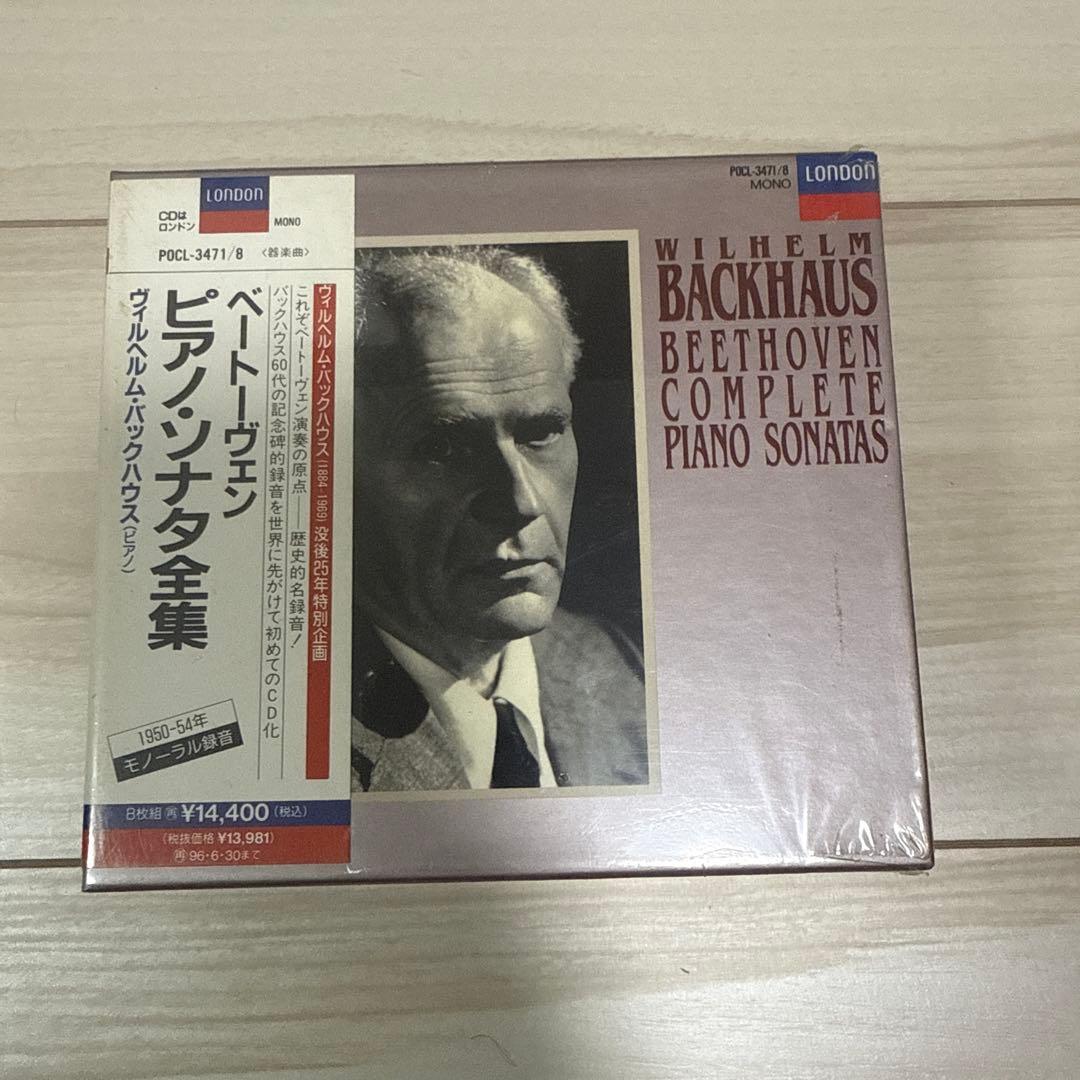 LONDON
CDは
ロンドン
MONO
POCL-3471/8
〈器楽曲〉
ヴィルヘルム・バックハウス(1884-1969)没後25年特別企画
これぞベートーヴェン演奏の原点——歴史的名録音!
バックハウス60代の記念碑的録音を世界に先がけて初めてのCD化
ベートーヴェン
ピアノ・ソナタ全集
ヴィルヘルム・バックハウス(ピアノ)
1950-54年
モノーラル録音
8枚組 再 ¥14,400(税込)
(税抜価格 ¥13,981)
再 96・6・30まで
POCL-3471/8
MONO
LONDON
WILHELM
BACKHAUS
BEETHOVEN
COMPLETE
PIANO SONATAS